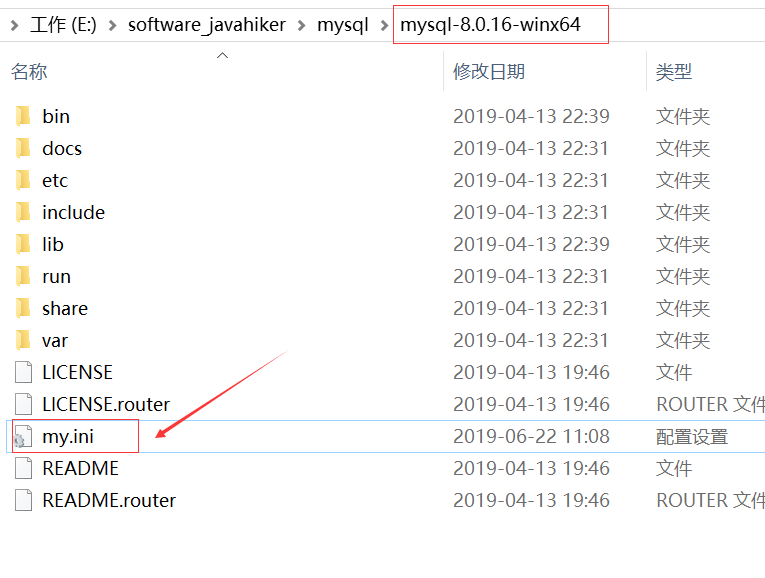 工作 (E:) software_javahiker mysql mysql-8.0.16-winx64
名称 修改日期 类型
bin 2019-04-13 22:39 文件夹
docs 2019-04-13 22:31 文件夹
etc 2019-04-13 22:31 文件夹
include 2019-04-13 22:31 文件夹
lib 2019-04-13 22:39 文件夹
run 2019-04-13 22:31 文件夹
share 2019-04-13 22:31 文件夹
var 2019-04-13 22:31 文件夹
LICENSE 2019-04-13 19:46 文件
LICENSE.router 2019-04-13 19:46 ROUTER 文件
my.ini 2019-06-22 11:08 配置设置
README 2019-04-13 19:46 文件
README.router 2019-04-13 19:46 ROUTER 文件